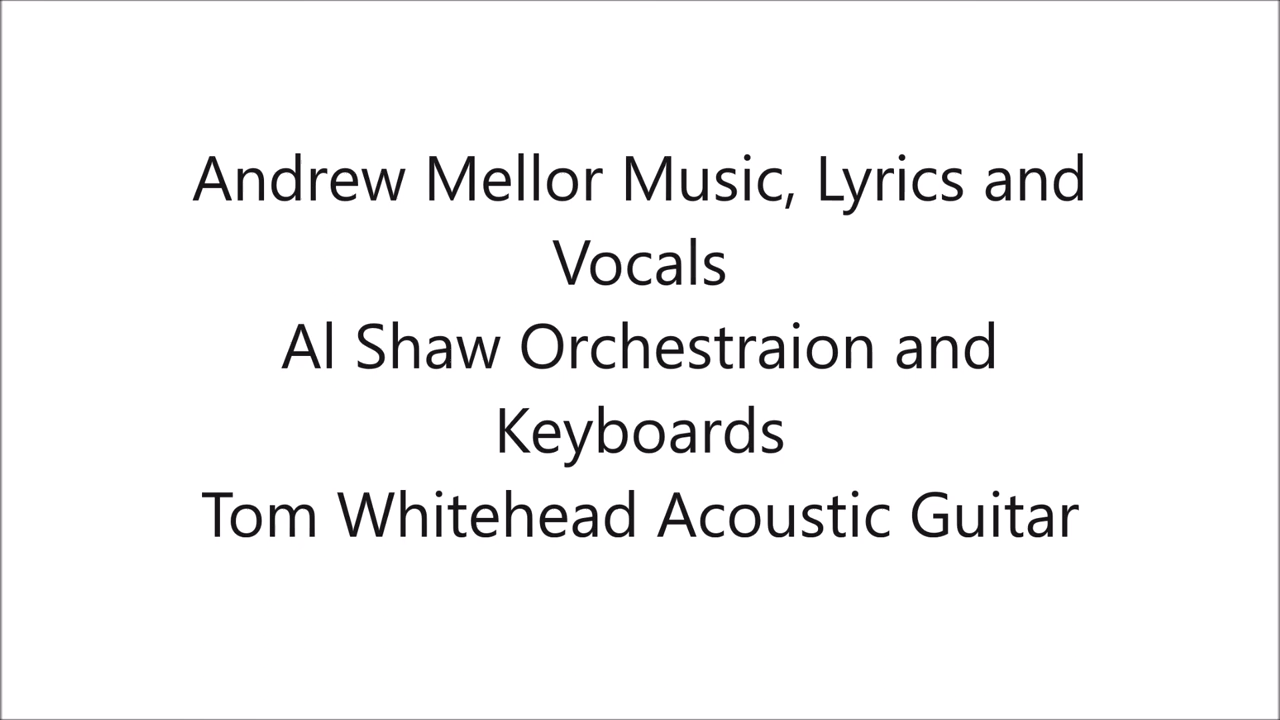 Andrew Mellor Music, Lyrics and
Vocals
Al Shaw Orchestraion and
Keyboards
Tom Whitehead Acoustic Guitar